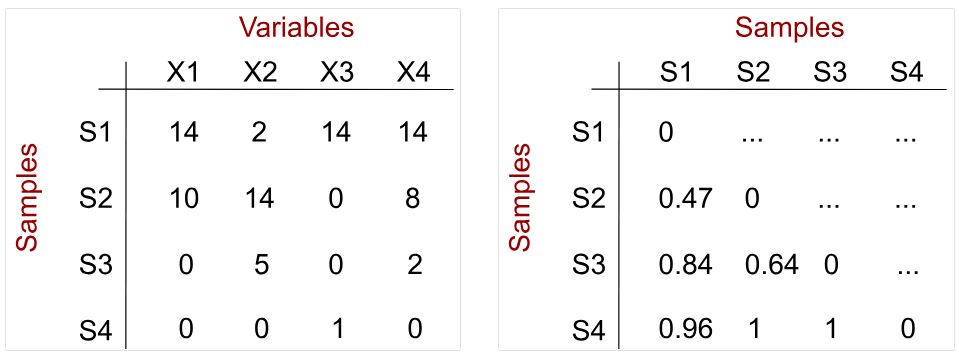 Variables
X1 X2 X3 X4
Samples
S1 14 2 14 14
S2 10 14 0 8
S3 0 5 0 2
S4 0 0 1 0
Samples
S1 S2 S3 S4
Samples
S1 0 ... ... ...
S2 0.47 0 ... ...
S3 0.84 0.64 0 ...
S4 0.96 1 1 0